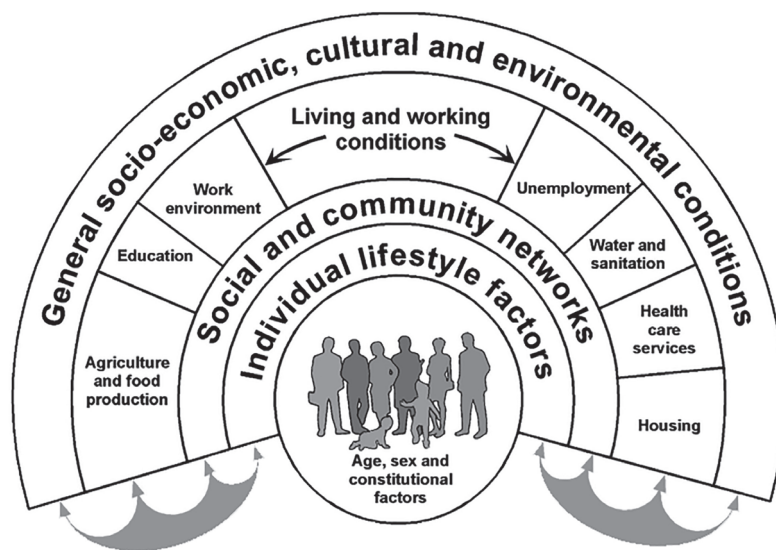 General socio-economic, cultural and environmental conditions
Living and working
conditions
Work
environment
Unemployment
Education
Water and
sanitation
Agriculture
and food
production
Health
care
services
Housing
Social and community networks
Individual lifestyle factors
Age, sex and
constitutional
factors